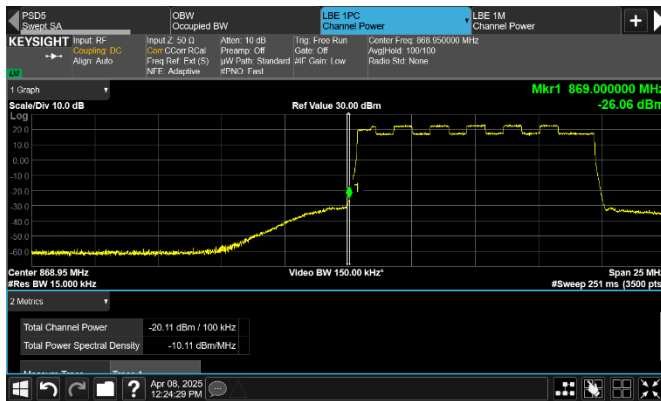 PSD5
Swept SA
OBW
Occupied BW
LBE 1PC
Channel Power
LBE 1M
Channel Power
+
KEYSIGHT
Input: RF
Coupling: DC
Align: Auto
Input Z: 50 Ω
Corr CCorr RCal
Freq Ref: Ext (S)
NFE: Adaptive
Atten: 10 dB
Preamp: Off
µW Path: Standard
#PNO: Fast
Trig: Free Run
Gate: Off
#IF Gain: Low
Center Freq: 868.950000 MHz
Avg|Hold: 100/100
Radio Std: None
1 Graph
Mkr1 869.000000 MHz
-26.06 dBm
Scale/Div 10.0 dB
Ref Value 30.00 dBm
Log
20.0
10.0
0.00
-10.0
-20.0
-30.0
-40.0
-50.0
-60.0
1
Center 868.95 MHz
#Res BW 15.000 kHz
Video BW 150.00 kHz*
Span 25 MHz
#Sweep 251 ms (3500 pts)
2 Metrics
Total Channel Power -20.11 dBm / 100 kHz
Total Power Spectral Density -10.11 dBm/MHz
?
Apr 08, 2025
12:24:29 PM